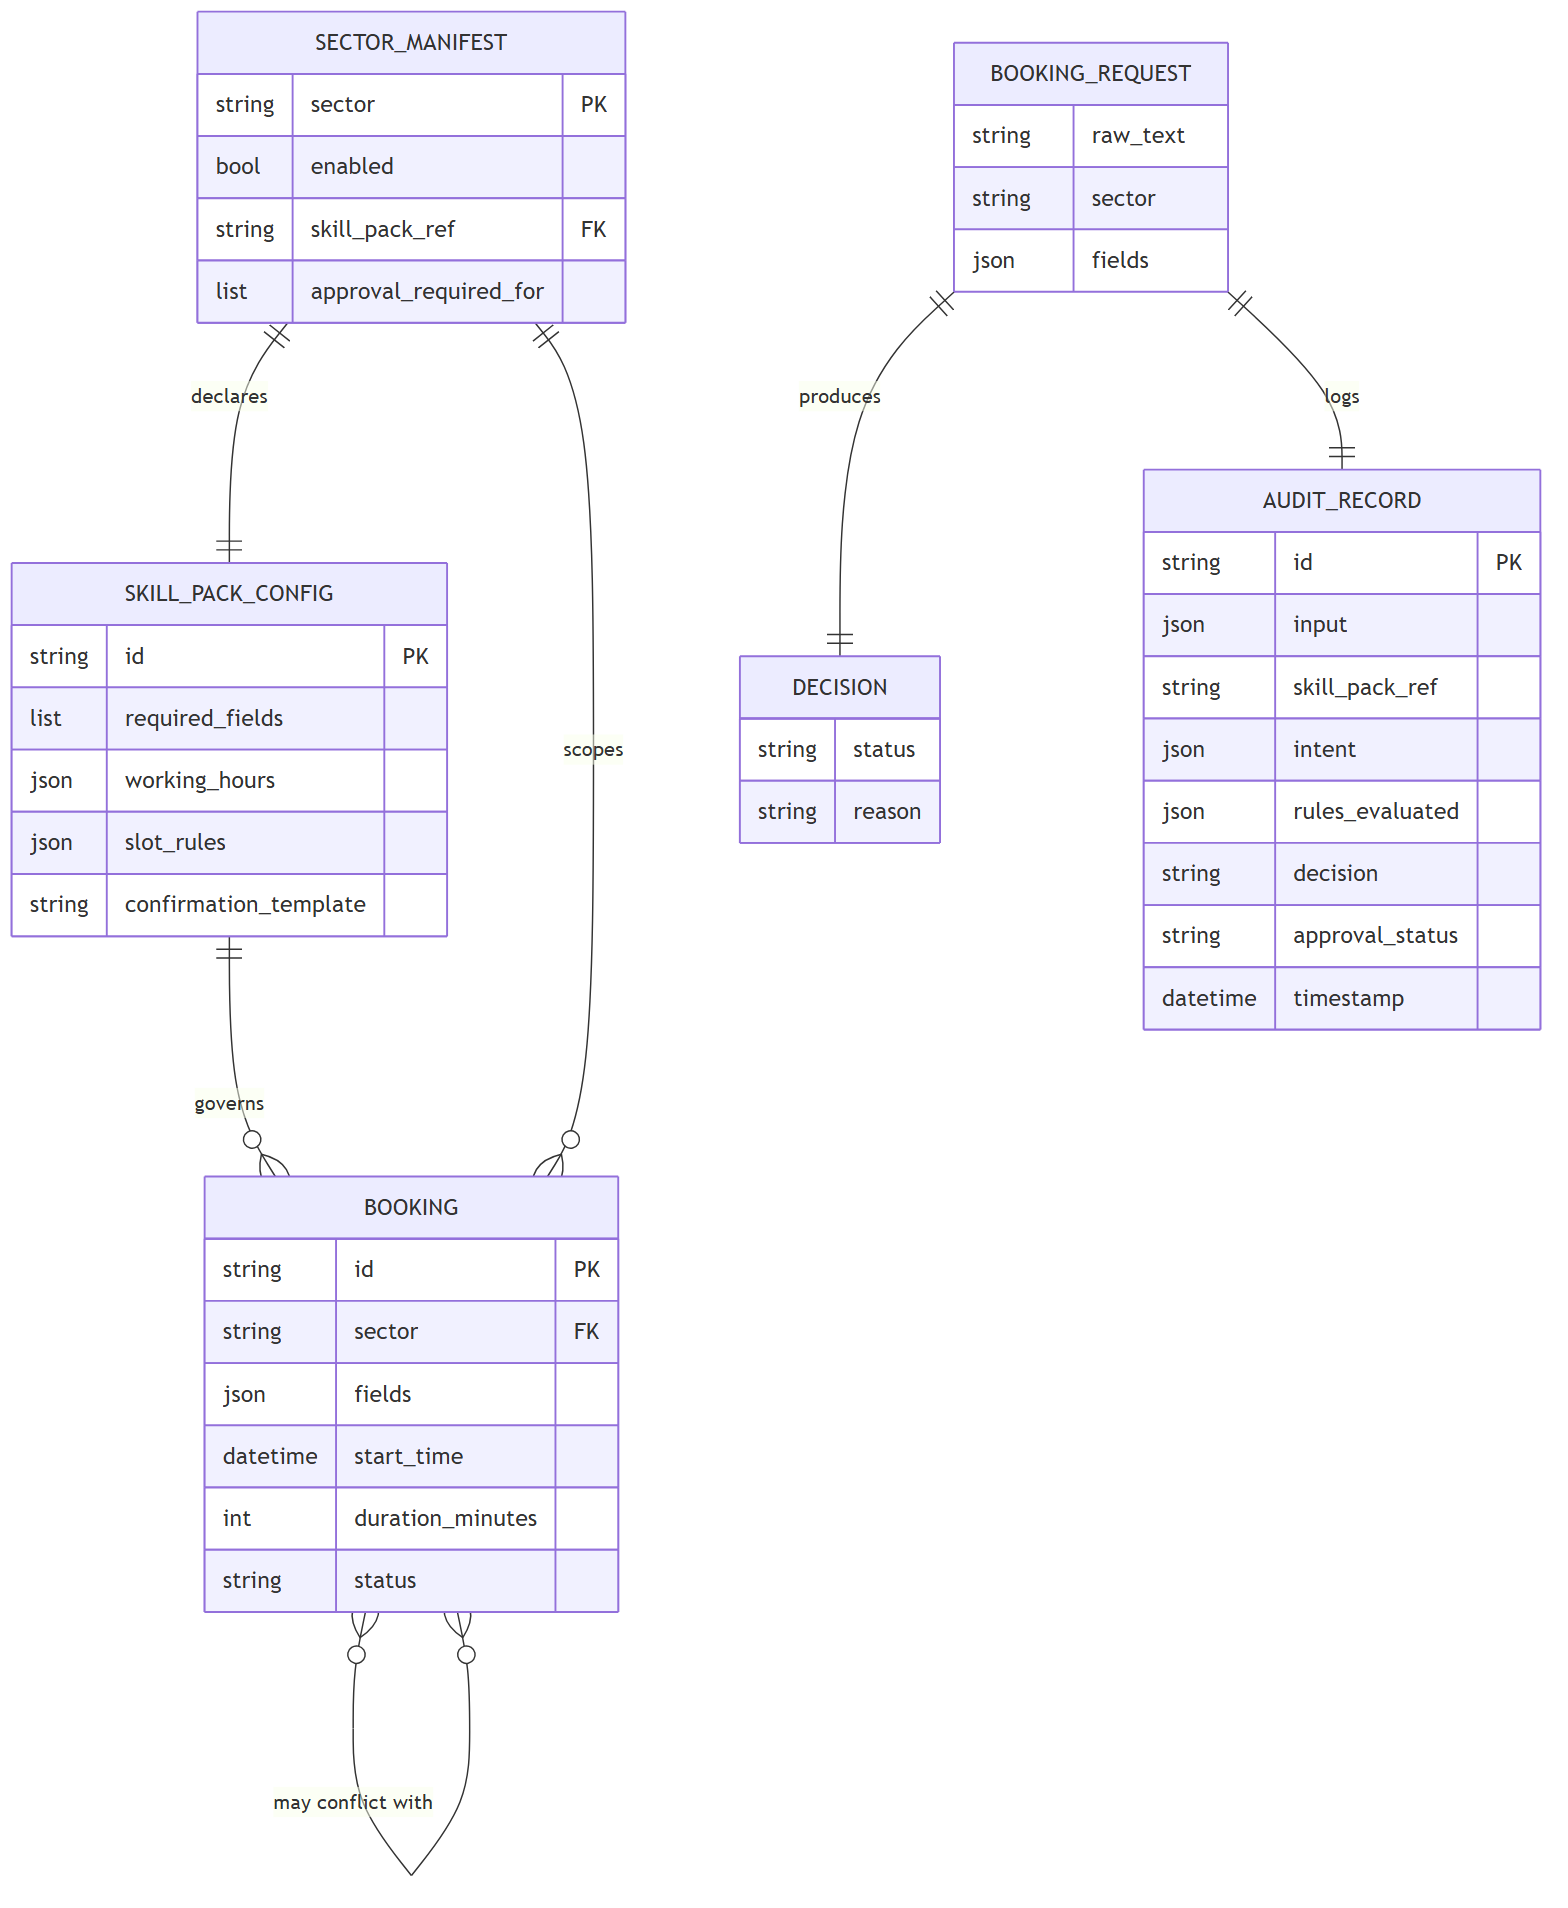 SECTOR_MANIFEST
string sector PK
bool enabled
string skill_pack_ref FK
list approval_required_for
BOOKING_REQUEST
string raw_text
string sector
json fields
declares
scopes
produces
logs
SKILL_PACK_CONFIG
string id PK
list required_fields
json working_hours
json slot_rules
string confirmation_template
DECISION
string status
string reason
AUDIT_RECORD
string id PK
json input
string skill_pack_ref
json intent
json rules_evaluated
string decision
string approval_status
datetime timestamp
governs
BOOKING
string id PK
string sector FK
json fields
datetime start_time
int duration_minutes
string status
may conflict with